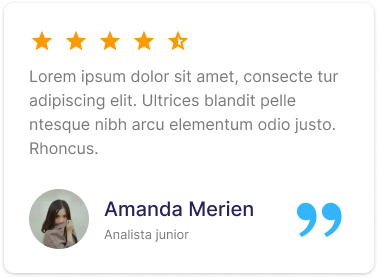 Lorem ipsum dolor sit amet, consecte tur
adipiscing elit. Ultrices blandit pelle
ntesque nibh arcu elementum odio justo.
Rhoncus.
Amanda Merien
Analista junior